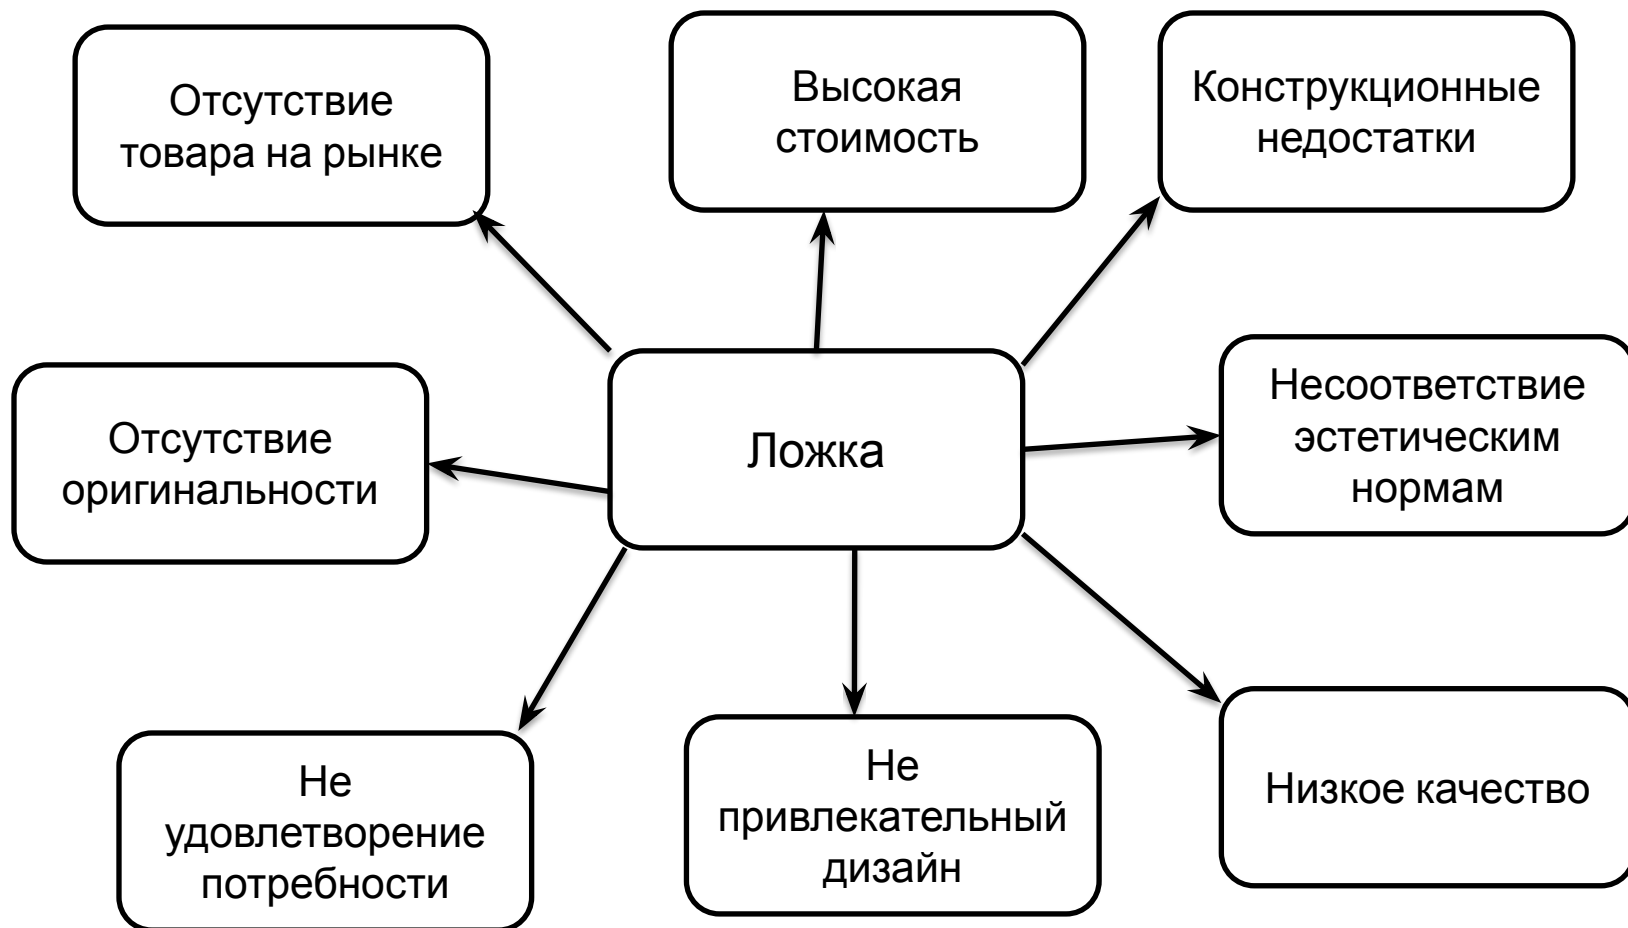 Отсутствие
товара на рынке
Высокая
стоимость
Конструкционные
недостатки
Отсутствие
оригинальности
Ложка
Несоответствие
эстетическим
нормам
Не
удовлетворение
потребности
Не
привлекательный
дизайн
Низкое качество